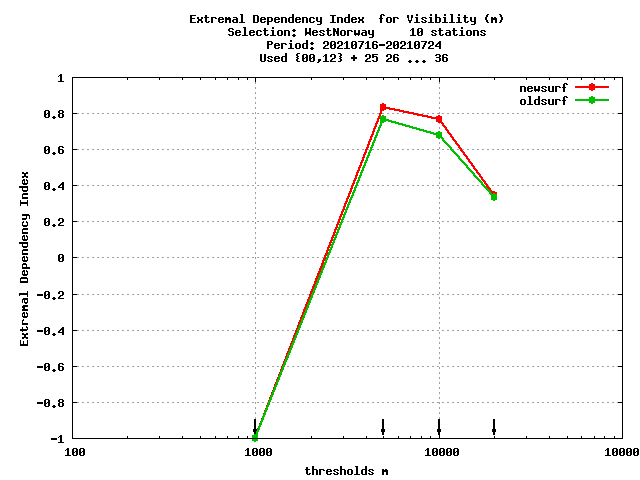 Extremal Dependency Index  for Visibility (m)
Selection: WestNorway     10 stations
Period: 20210716-20210724
Used {00,12} + 25 26 ... 36
newsurf
oldsurf
1
0.8
0.6
0.4
0.2
0
-0.2
-0.4
-0.6
-0.8
-1
Extremal Dependency Index
100 1000 10000 10000
thresholds m